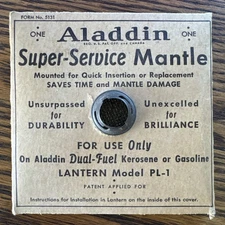 FORM No. 5131
ONE Aladdin ONE
REG. U.S. PAT. OFF. AND CANADA
Super-Service Mantle
Mounted for Quick Insertion or Replacement
SAVES TIME and MANTLE DAMAGE
Unsurpassed Unexcelled
for for
DURABILITY BRILLIANCE
FOR USE Only
On Aladdin Dual-Fuel Kerosene or Gasoline
LANTERN Model PL-1
PATENT APPLIED FOR
Instructions for Installation in Lantern on the inside of this cover.